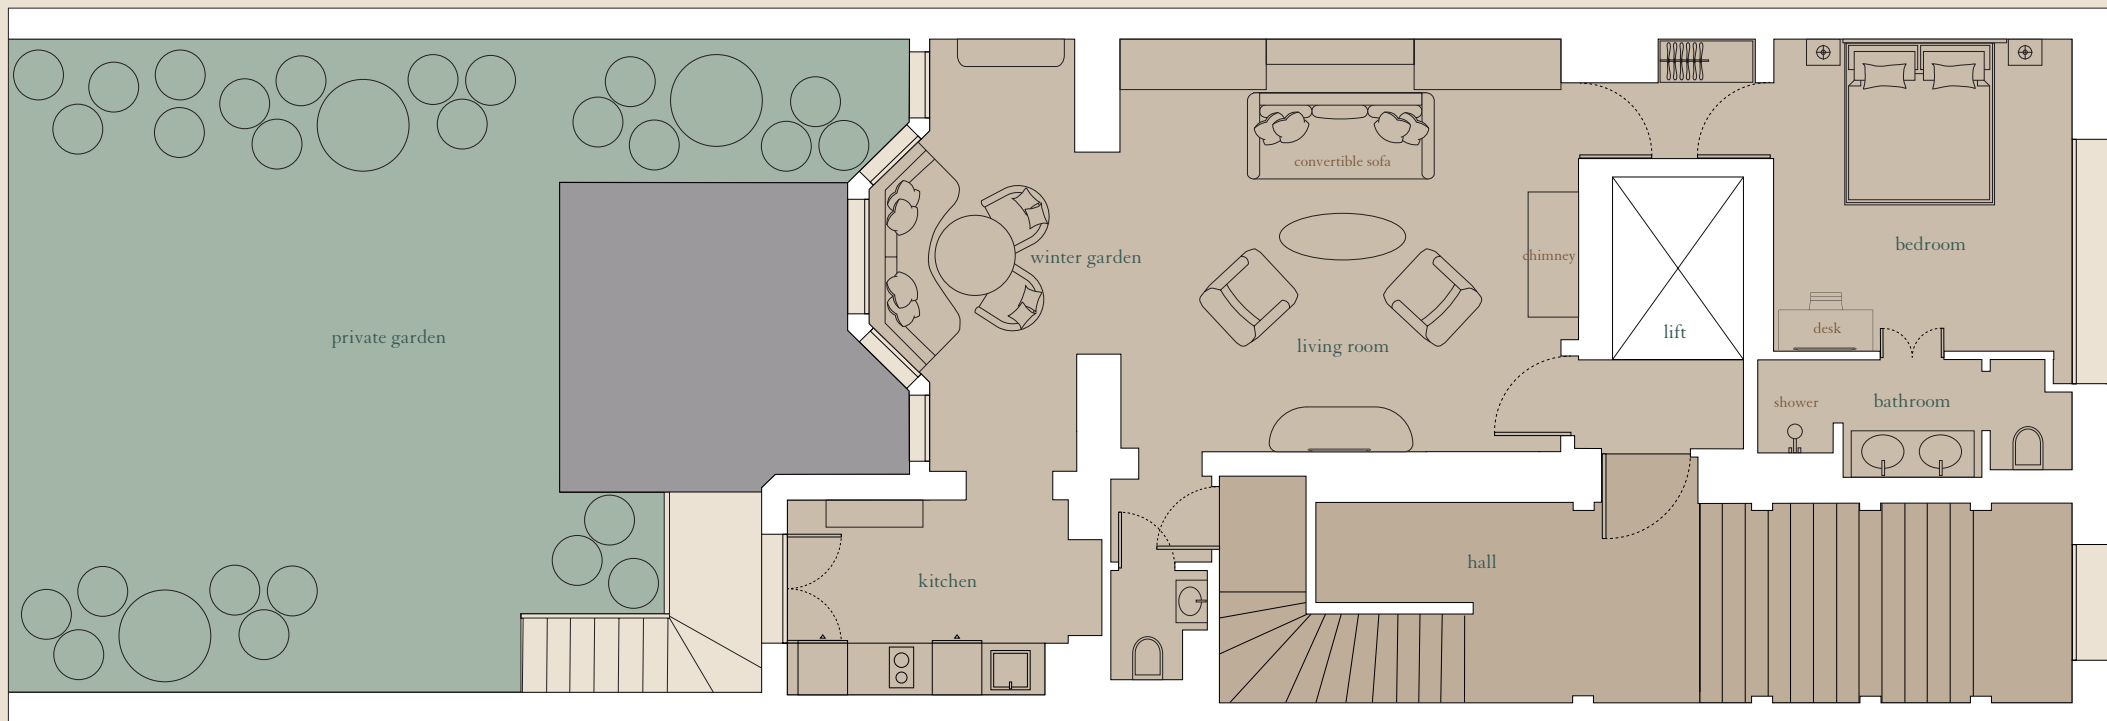 convertible sofa
bedroom
winter garden
chimney
private garden
living room
lift
desk
shower
bathroom
kitchen
hall